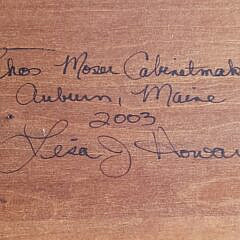 Thos Moser Cabinetmak
Auburn, Maine
2003
Lisa J Howar